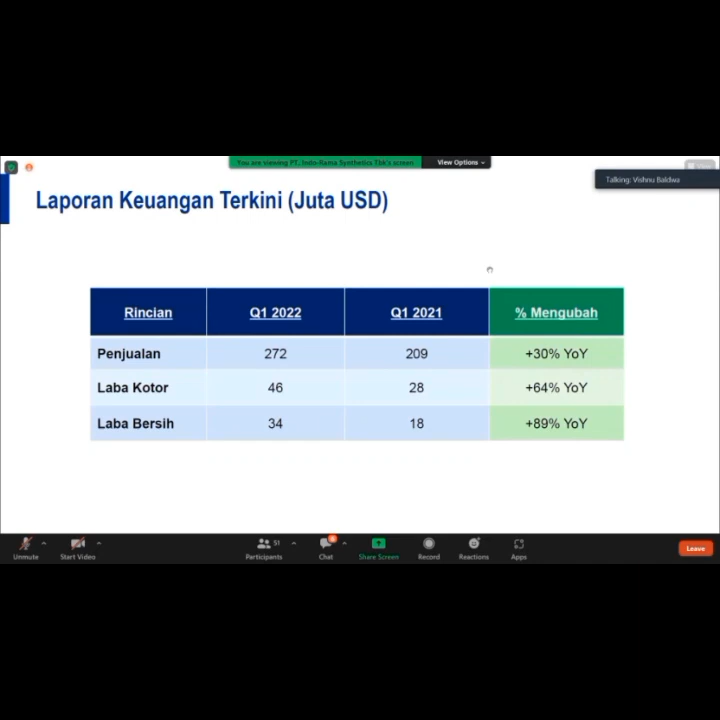 You are viewing PT. Indo-Rama Synthetics Tbk's screen View Options
Talking: Vishnu Baldwa
Laporan Keuangan Terkini (Juta USD)
Rincian Q1 2022 Q1 2021 % Mengubah
Penjualan 272 209 +30% YoY
Laba Kotor 46 28 +64% YoY
Laba Bersih 34 18 +89% YoY
Unmute Start Video Participants 51 Chat Share Screen Record Reactions Apps Leave